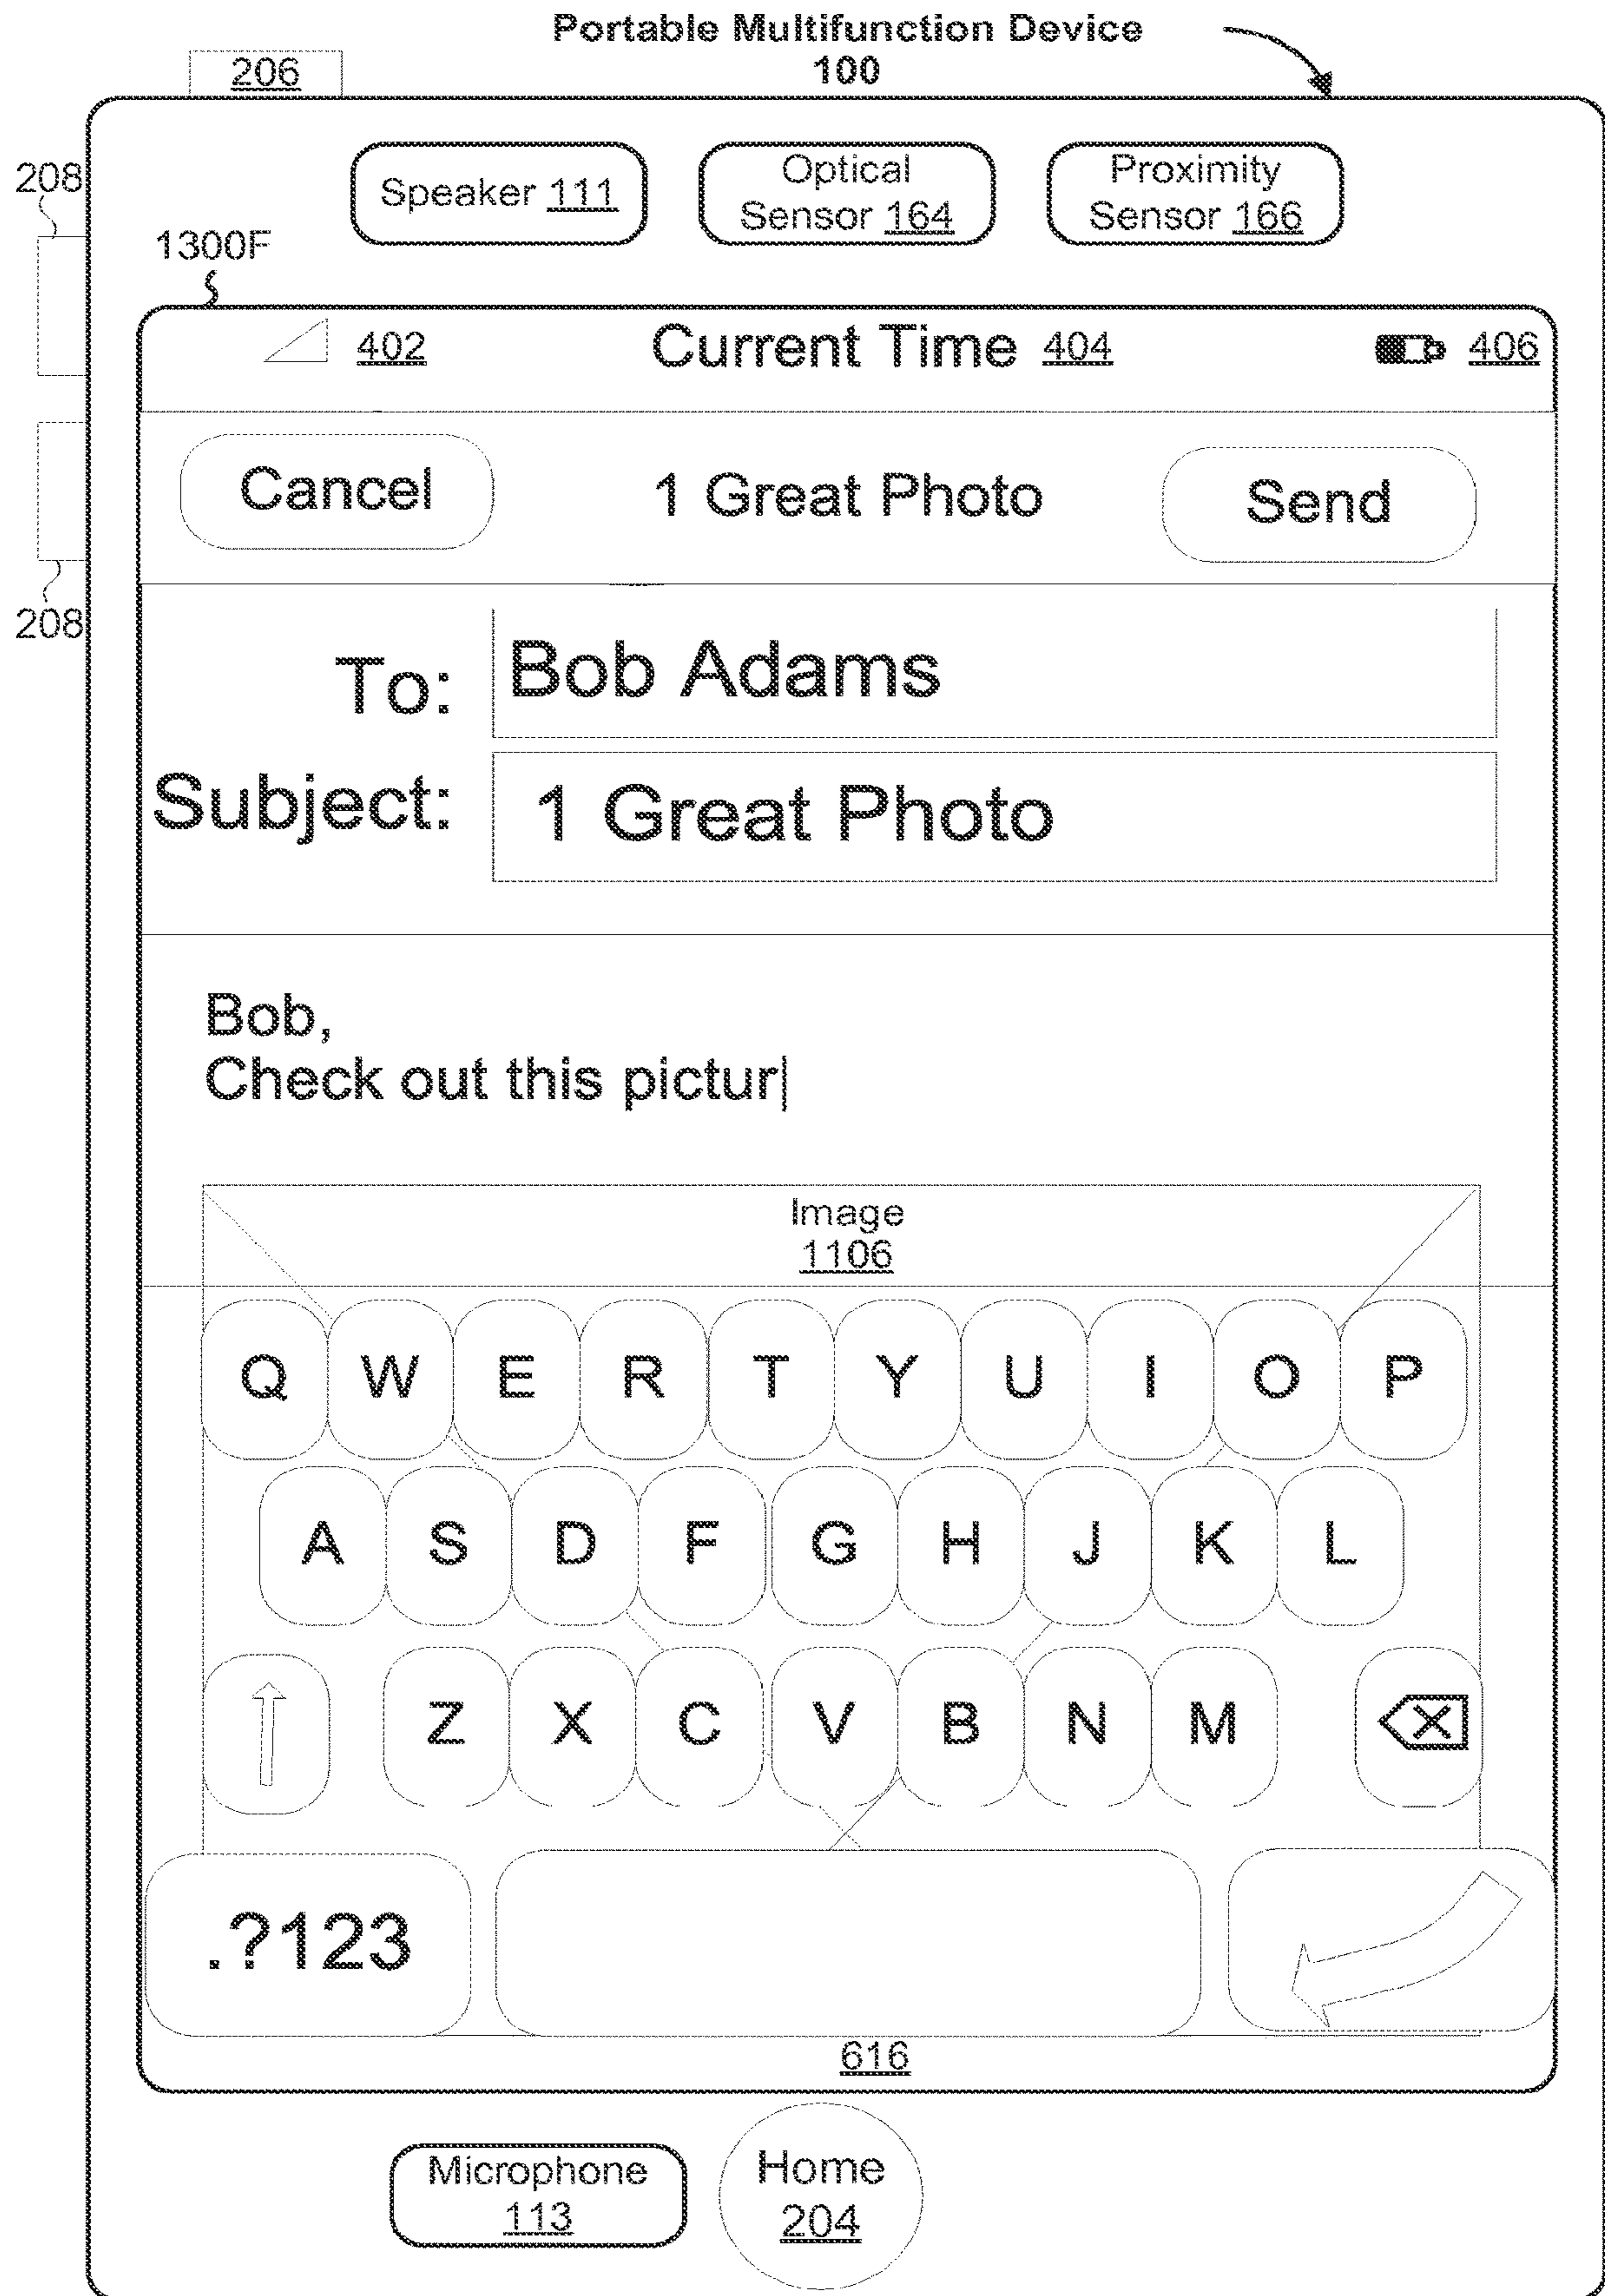 Portable Multifunction Device
100
206
208
Speaker 111
Optical
Sensor 164
Proximity
Sensor 166
1300F
402
Current Time 404
406
Cancel
1 Great Photo
Send
208
To:
Bob Adams
Subject:
1 Great Photo
Bob,
Check out this pictur
Image
1106
Q W E R T Y U I O P
A S D F G H J K L
Z X C V B N M
.?123
616
Microphone
113
Home
204